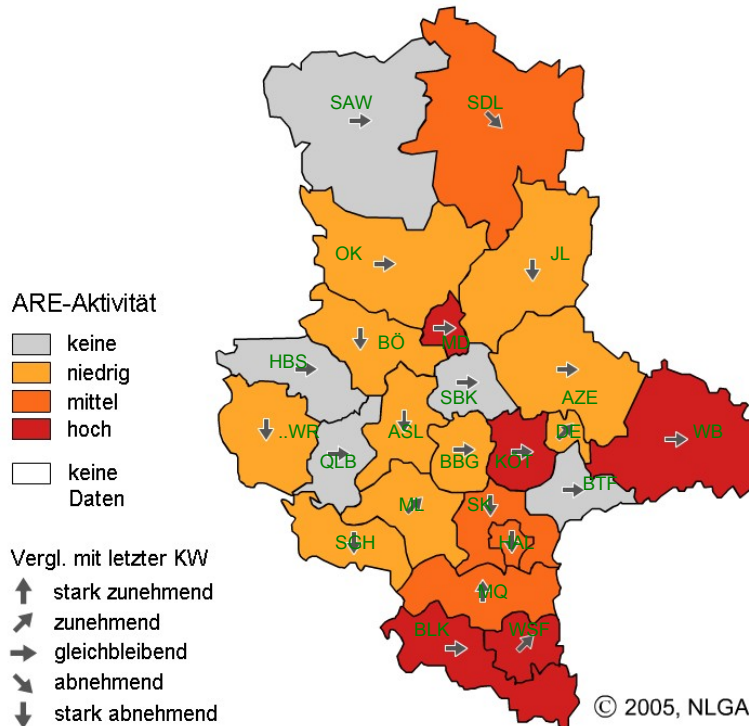 SAW
SDL
OK
JL
ARE-Aktivität
keine
niedrig
mittel
hoch
keine
Daten
BÖ
MD
HBS
SBK
AZE
..WR
ASL
DE
WB
QLB
BBG
KÖT
BTF
ML
SK
SGH
HAL
MQ
BLK
WSF
Vergl. mit letzter KW
stark zunehmend
zunehmend
gleichbleibend
abnehmend
stark abnehmend
© 2005, NLGA